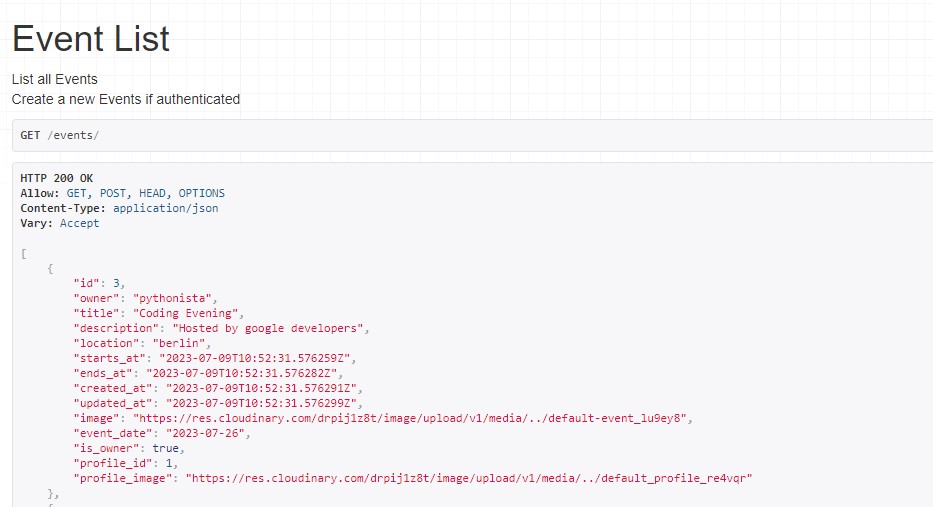 Event List
List all Events
Create a new Events if authenticated
GET /events/
HTTP 200 OK
Allow: GET, POST, HEAD, OPTIONS
Content-Type: application/json
Vary: Accept
[
{
"id": 3,
"owner": "pythonista",
"title": "Coding Evening",
"description": "Hosted by google developers",
"location": "berlin",
"starts_at": "2023-07-09T10:52:31.576259Z",
"ends_at": "2023-07-09T10:52:31.576282Z",
"created_at": "2023-07-09T10:52:31.576291Z",
"updated_at": "2023-07-09T10:52:31.576299Z",
"image": "https://res.cloudinary.com/drpij1z8t/image/upload/v1/media/../default-event_lu9ey8",
"event_date": "2023-07-26",
"is_owner": true,
"profile_id": 1,
"profile_image": "https://res.cloudinary.com/drpij1z8t/image/upload/v1/media/../default_profile_re4vqr"
},